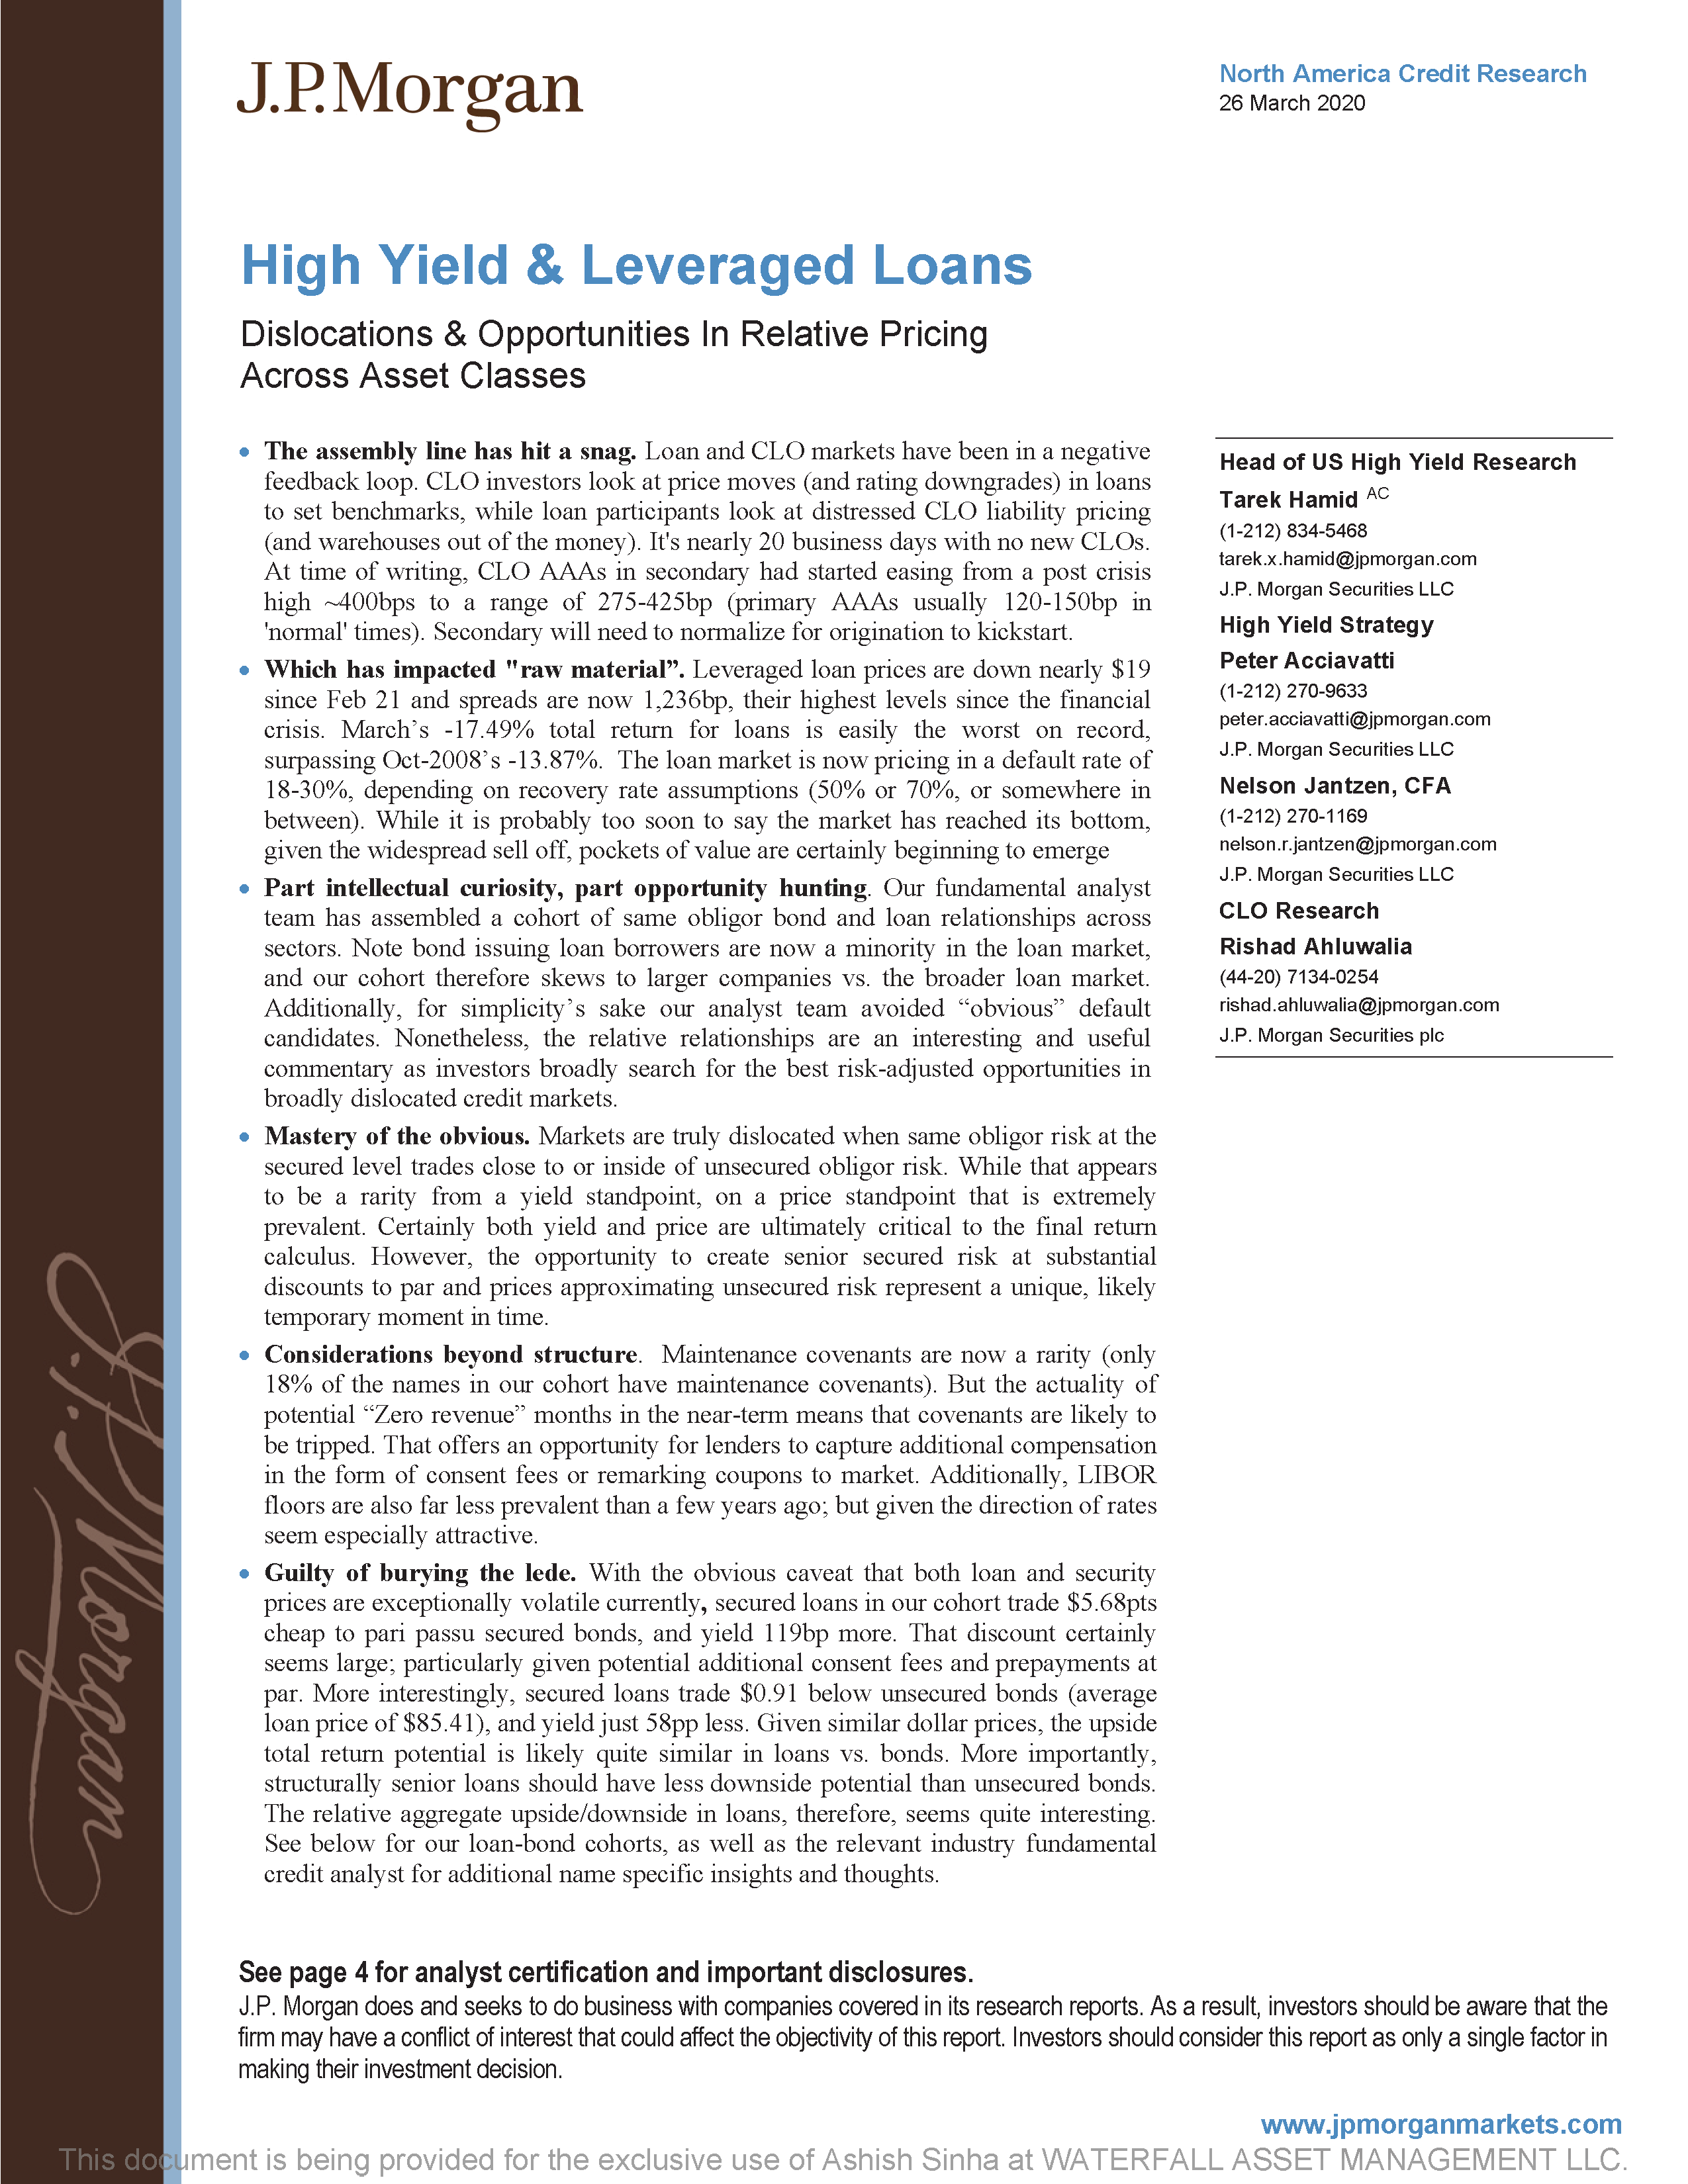 J.P.Morgan
North America Credit Research
26 March 2020
High Yield & Leveraged Loans
Dislocations & Opportunities In Relative Pricing
Across Asset Classes
• The assembly line has hit a snag. Loan and CLO markets have been in a negative
feedback loop. CLO investors look at price moves (and rating downgrades) in loans
to set benchmarks, while loan participants look at distressed CLO liability pricing
(and warehouses out of the money). It's nearly 20 business days with no new CLOs.
At time of writing, CLO AAAs in secondary had started easing from a post crisis
high ~400bps to a range of 275-425bp (primary AAAs usually 120-150bp in
'normal' times). Secondary will need to normalize for origination to kickstart.
• Which has impacted "raw material”. Leveraged loan prices are down nearly $19
since Feb 21 and spreads are now 1,236bp, their highest levels since the financial
crisis. March’s -17.49% total return for loans is easily the worst on record,
surpassing Oct-2008’s -13.87%. The loan market is now pricing in a default rate of
18-30%, depending on recovery rate assumptions (50% or 70%, or somewhere in
between). While it is probably too soon to say the market has reached its bottom,
given the widespread sell off, pockets of value are certainly beginning to emerge
• Part intellectual curiosity, part opportunity hunting. Our fundamental analyst
team has assembled a cohort of same obligor bond and loan relationships across
sectors. Note bond issuing loan borrowers are now a minority in the loan market,
and our cohort therefore skews to larger companies vs. the broader loan market.
Additionally, for simplicity’s sake our analyst team avoided “obvious” default
candidates. Nonetheless, the relative relationships are an interesting and useful
commentary as investors broadly search for the best risk-adjusted opportunities in
broadly dislocated credit markets.
• Mastery of the obvious. Markets are truly dislocated when same obligor risk at the
secured level trades close to or inside of unsecured obligor risk. While that appears
to be a rarity from a yield standpoint, on a price standpoint that is extremely
prevalent. Certainly both yield and price are ultimately critical to the final return
calculus. However, the opportunity to create senior secured risk at substantial
discounts to par and prices approximating unsecured risk represent a unique, likely
temporary moment in time.
• Considerations beyond structure. Maintenance covenants are now a rarity (only
18% of the names in our cohort have maintenance covenants). But the actuality of
potential “Zero revenue” months in the near-term means that covenants are likely to
be tripped. That offers an opportunity for lenders to capture additional compensation
in the form of consent fees or remarking coupons to market. Additionally, LIBOR
floors are also far less prevalent than a few years ago; but given the direction of rates
seem especially attractive.
• Guilty of burying the lede. With the obvious caveat that both loan and security
prices are exceptionally volatile currently, secured loans in our cohort trade $5.68pts
cheap to pari passu secured bonds, and yield 119bp more. That discount certainly
seems large; particularly given potential additional consent fees and prepayments at
par. More interestingly, secured loans trade $0.91 below unsecured bonds (average
loan price of $85.41), and yield just 58pp less. Given similar dollar prices, the upside
total return potential is likely quite similar in loans vs. bonds. More importantly,
structurally senior loans should have less downside potential than unsecured bonds.
The relative aggregate upside/downside in loans, therefore, seems quite interesting.
See below for our loan-bond cohorts, as well as the relevant industry fundamental
credit analyst for additional name specific insights and thoughts.
Head of US High Yield Research
Tarek Hamid AC
(1-212) 834-5468
tarek.x.hamid@jpmorgan.com
J.P. Morgan Securities LLC
High Yield Strategy
Peter Acciavatti
(1-212) 270-9633
peter.acciavatti@jpmorgan.com
J.P. Morgan Securities LLC
Nelson Jantzen, CFA
(1-212) 270-1169
nelson.r.jantzen@jpmorgan.com
J.P. Morgan Securities LLC
CLO Research
Rishad Ahluwalia
(44-20) 7134-0254
rishad.ahluwalia@jpmorgan.com
J.P. Morgan Securities plc
J.P. Morgan
See page 4 for analyst certification and important disclosures.
J.P. Morgan does and seeks to do business with companies covered in its research reports. As a result, investors should be aware that the
firm may have a conflict of interest that could affect the objectivity of this report. Investors should consider this report as only a single factor in
making their investment decision.
www.jpmorganmarkets.com
This document is being provided for the exclusive use of Ashish Sinha at WATERFALL ASSET MANAGEMENT LLC.